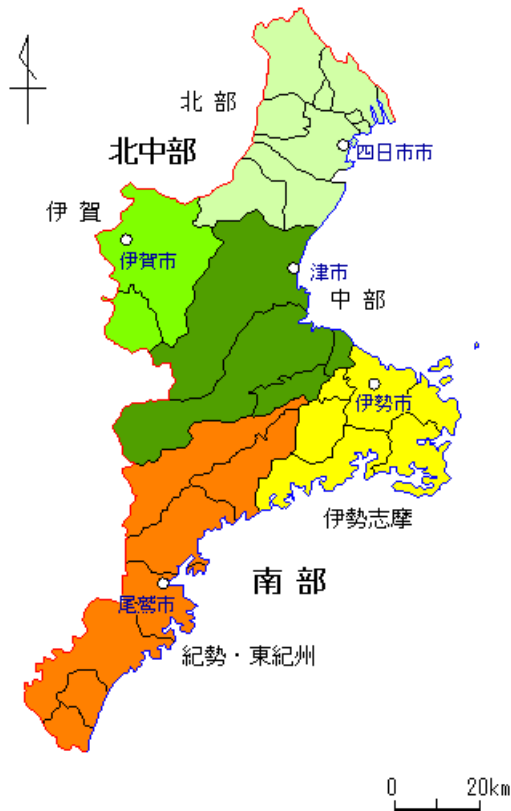 北部
四日市市
北中部
伊賀
伊賀市
津市
中部
伊勢市
伊勢志摩
南部
尾鷲市
紀勢・東紀州
0 20km